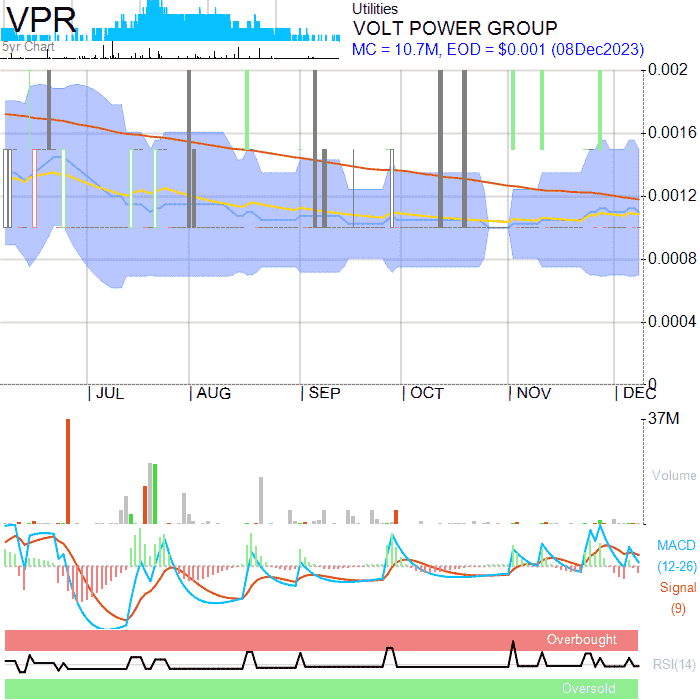 VPR
5yr Chart
Utilities
VOLT POWER GROUP
MC = 10.7M, EOD = $0.001 (08Dec2023)
0.002
0.0016
0.0012
0.0008
0.0004
0
JUL AUG SEP OCT NOV DEC
37M
Volume
MACD
(12-26)
Signal
(9)
Overbought
RSI(14)
Oversold